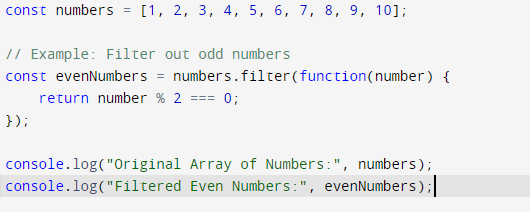 const numbers = [1, 2, 3, 4, 5, 6, 7, 8, 9, 10];
// Example: Filter out odd numbers
const evenNumbers = numbers.filter(function(number) {
    return number % 2 === 0;
});
console.log("Original Array of Numbers:", numbers);
console.log("Filtered Even Numbers:", evenNumbers);